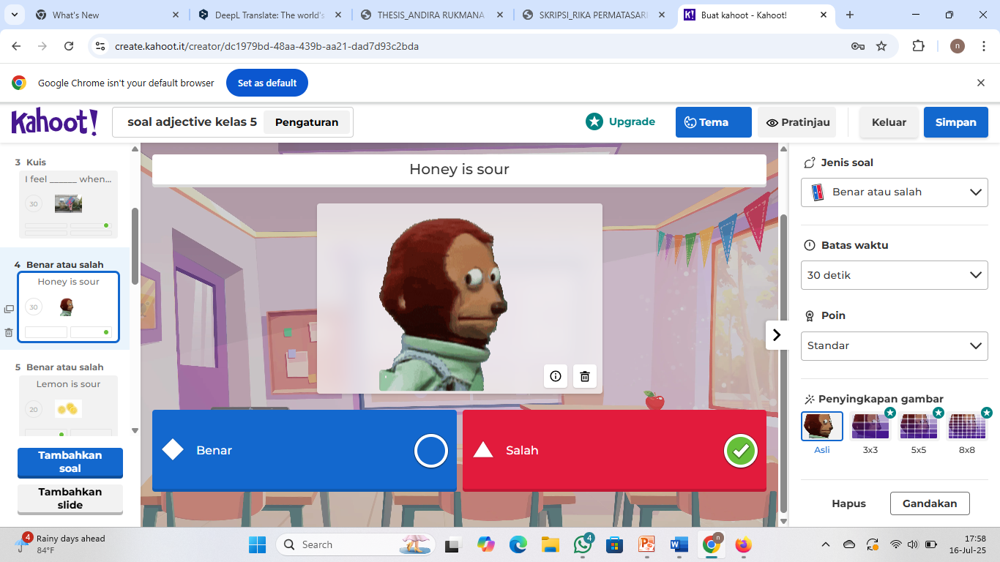 What's New
DeepL Translate: The world's
THESIS_ANDIRA RUKMANA
SKRIPSI_RIKA PERMATASARI
Buat kahoot - Kahoot!
create.kahoot.it/creator/dc1979bd-48aa-439b-aa21-dad7d93c2bda
n
Google Chrome isn't your default browser
Set as default
Kahoot!
soal adjective kelas 5
Pengaturan
Upgrade
Tema
Pratinjau
Keluar
Simpan
3 Kuis
I feel ______ when...
30
4 Benar atau salah
Honey is sour
30
5 Benar atau salah
Lemon is sour
20
Tambahkan
soal
Tambahkan
slide
Honey is sour
Benar
Salah
Jenis soal
Benar atau salah
Batas waktu
30 detik
Poin
Standar
Penyingkapan gambar
Asli
3x3
5x5
8x8
Hapus
Gandakan
4
Rainy days ahead
84°F
Search
4
n
17:58
16-Jul-25